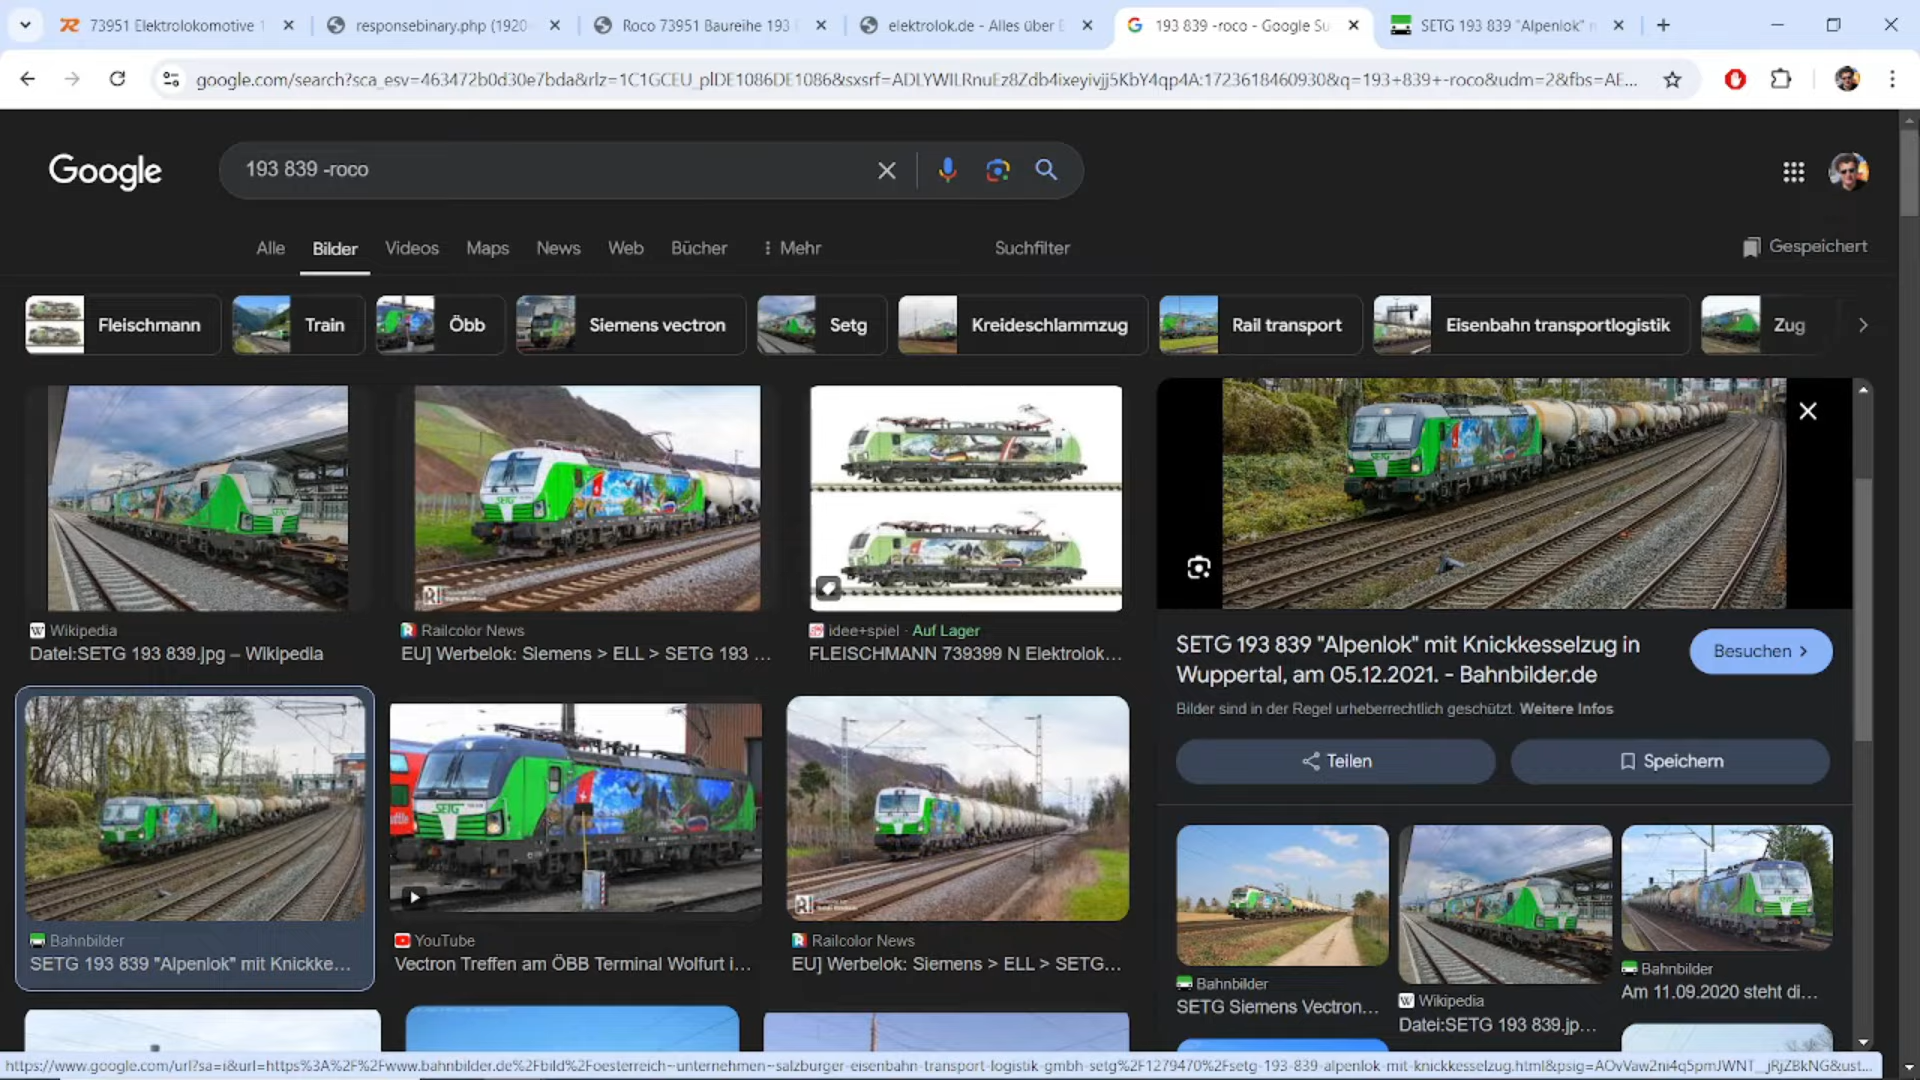 73951 Elektrolokomotive 1
responsebinary.php (1920
Roco 73951 Baureihe 193
elektrolok.de - Alles über E
193 839 -roco - Google Su
SETG 193 839 "Alpenlok"
google.com/search?sca_esv=463472b0d30e7bda&rlz=1C1GCEU_plDE1086DE1086&sxsrf=ADLYWILRnuEz8Zdb4ixeyivjj5KbY4qp4A:1723618460930&q=193+839+-roco&udm=2&fbs=AE...
Google
193 839 -roco
Alle
Bilder
Videos
Maps
News
Web
Bücher
Mehr
Suchfilter
Gespeichert
Fleischmann
Train
Öbb
Siemens vectron
Setg
Kreideschlammzug
Rail transport
Eisenbahn transportlogistik
Zug
Wikipedia
Datei:SETG 193 839.jpg – Wikipedia
Railcolor News
EU] Werbelok: Siemens > ELL > SETG 193 ...
idee+spiel · Auf Lager
FLEISCHMANN 739399 N Elektrolok...
SETG 193 839 "Alpenlok" mit Knickkesselzug in
Wuppertal, am 05.12.2021. - Bahnbilder.de
Besuchen
Bilder sind in der Regel urheberrechtlich geschützt. Weitere Infos
Teilen
Speichern
SETG
Bahnbilder
SETG 193 839 "Alpenlok" mit Knickke...
YouTube
Vectron Treffen am ÖBB Terminal Wolfurt i...
Railcolor News
EU] Werbelok: Siemens > ELL > SETG...
Bahnbilder
SETG Siemens Vectron...
Wikipedia
Datei:SETG 193 839.jp...
Bahnbilder
Am 11.09.2020 steht di...
https://www.google.com/url?sa=i&url=https%3A%2F%2Fwww.bahnbilder.de%2Fbild%2Foesterreich~unternehmen~salzburger-eisenbahn-transport-logistik-gmbh-setg%2F1279470%2Fsetg-193-839-alpenlok-mit-knickkesselzug.html&psig=AOvVaw2ni4q5pmJWNT__jRjZBkNG&ust...